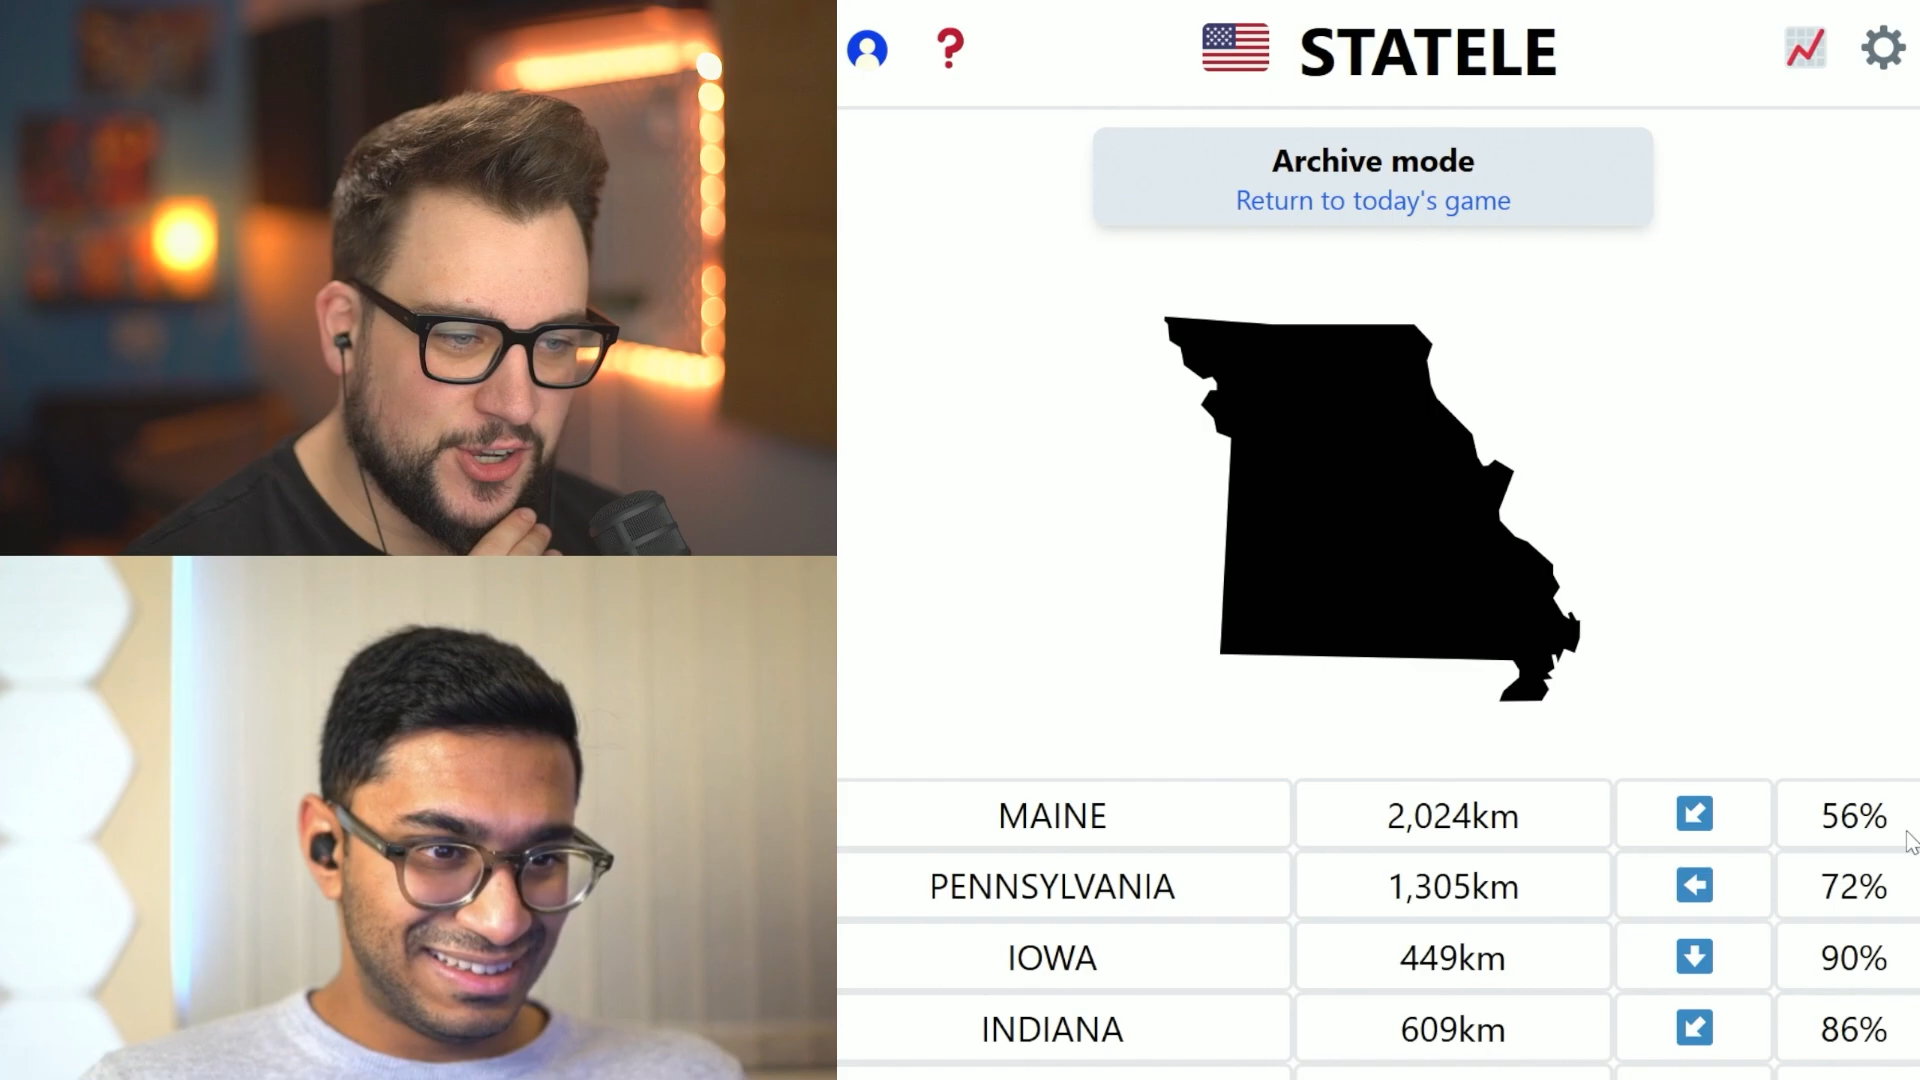 ?
STATELE
Archive mode
Return to today's game
MAINE 2,024km 56%
PENNSYLVANIA 1,305km 72%
IOWA 449km 90%
INDIANA 609km 86%